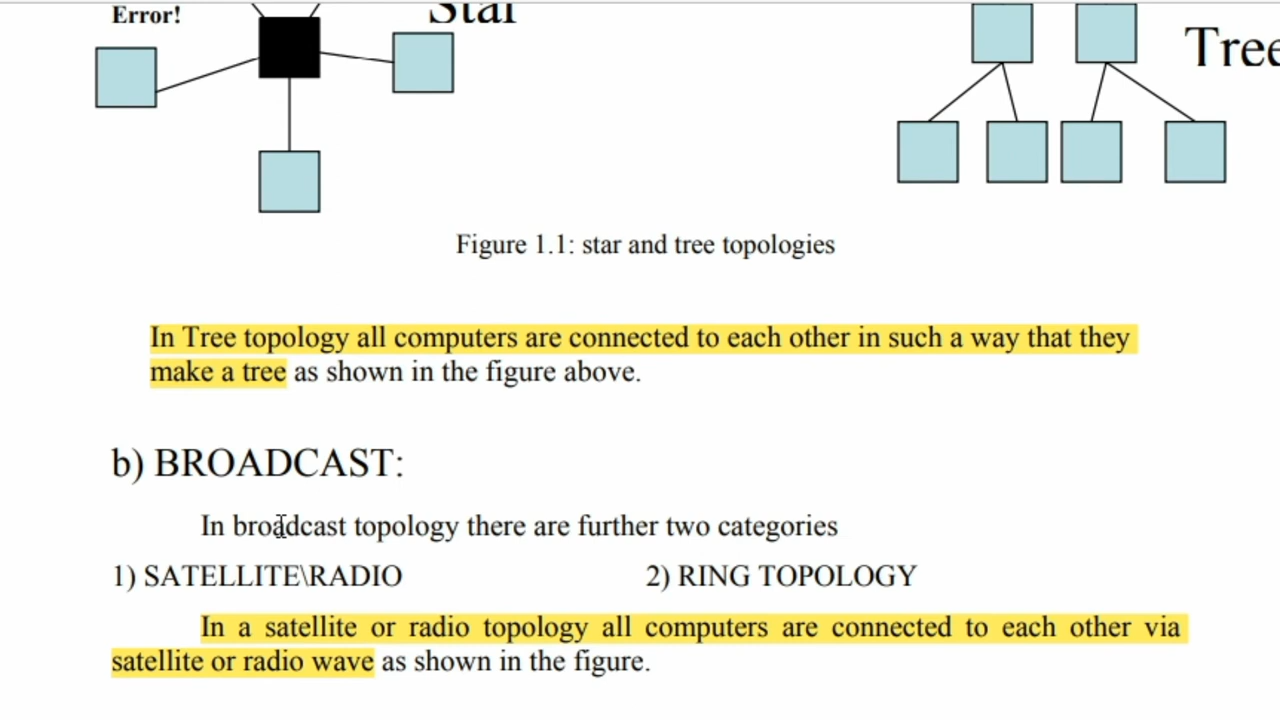 Error!
Star
Tree
Figure 1.1: star and tree topologies
In Tree topology all computers are connected to each other in such a way that they
make a tree as shown in the figure above.
b) BROADCAST:
In broadcast topology there are further two categories
1) SATELLITE\RADIO 2) RING TOPOLOGY
In a satellite or radio topology all computers are connected to each other via
satellite or radio wave as shown in the figure.